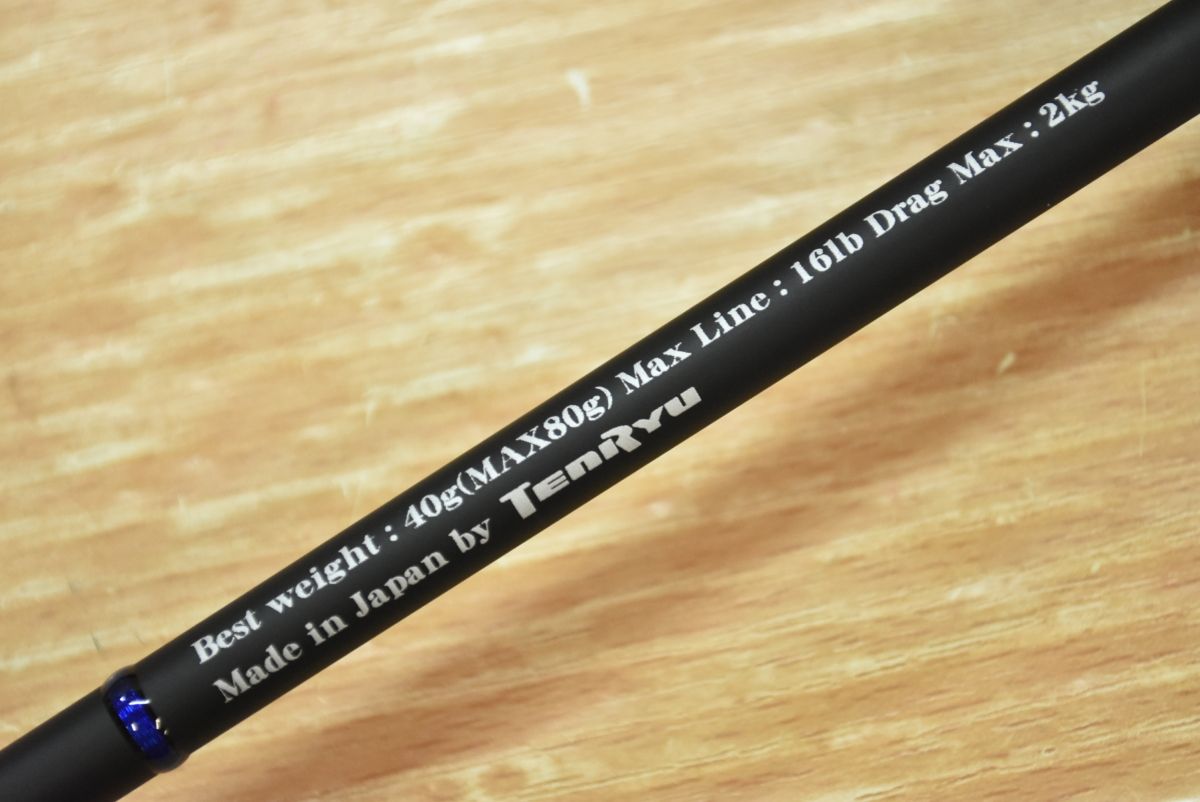 Best weight : 40g(MAX80g) Max Line : 16lb Drag Max : 2kg
Made in Japan by TenRyu